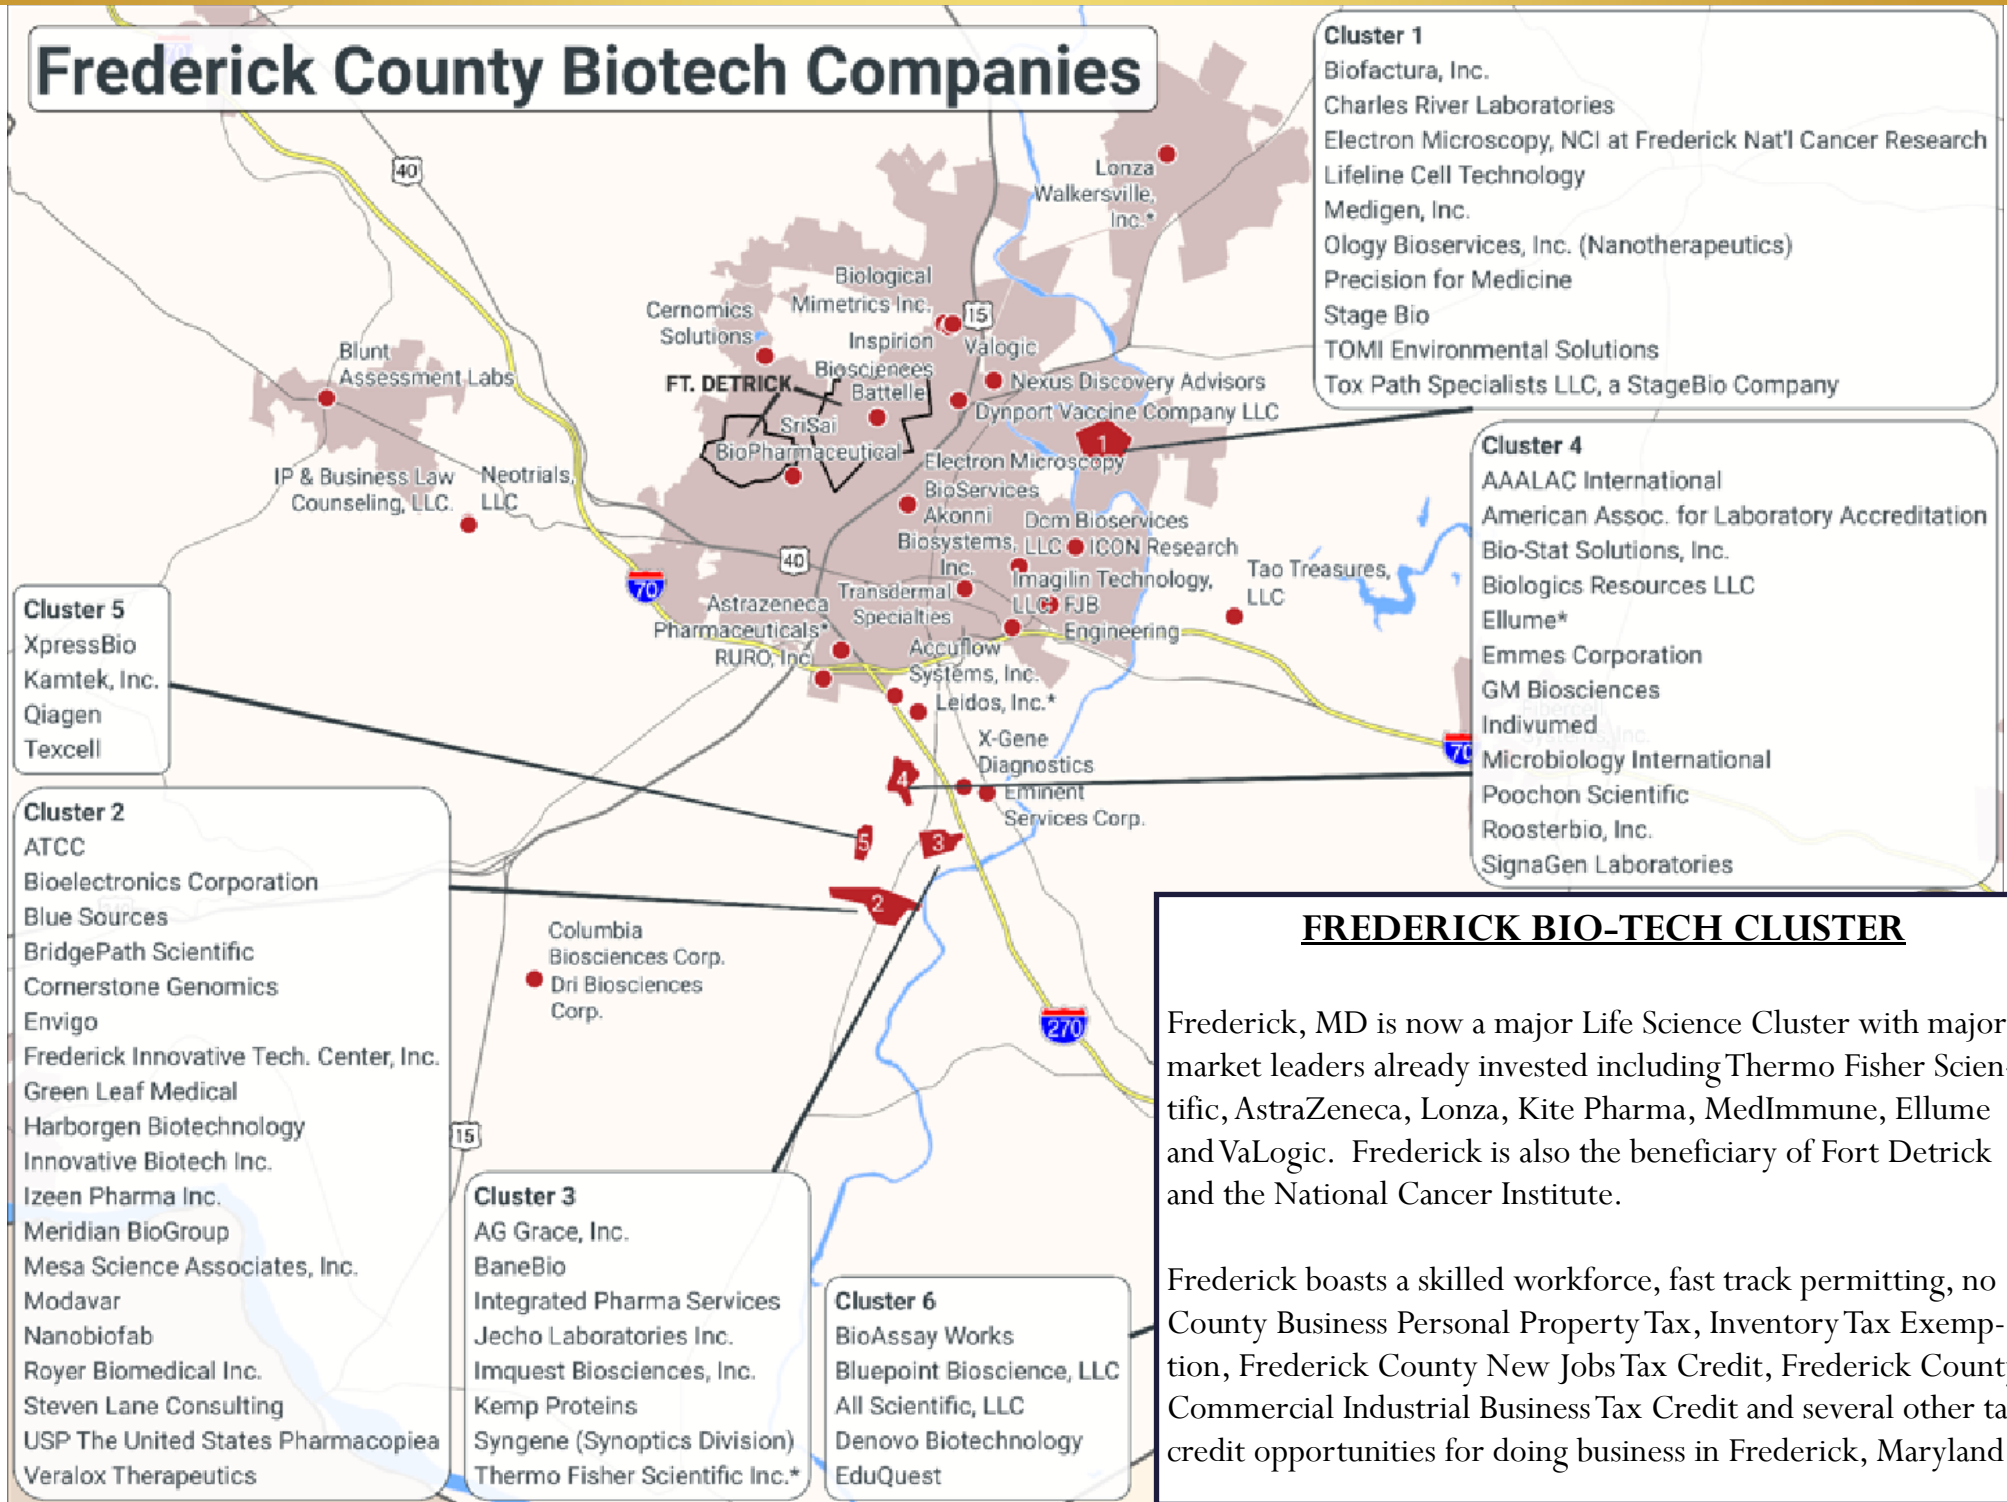 Frederick County Biotech Companies
Cluster 1
Biofactura, Inc.
Charles River Laboratories
Electron Microscopy, NCI at Frederick Nat'l Cancer Research
Lifeline Cell Technology
Medigen, Inc.
Ology Bioservices, Inc. (Nanotherapeutics)
Precision for Medicine
Stage Bio
TOMI Environmental Solutions
Tox Path Specialists LLC, a StageBio Company
70
40
Lonza
Walkersville,
Inc.*
Biological
Mimetrics Inc.
15
Cernomics
Solutions
Inspirion
Biosciences
Valogic
Blunt
Assessment Labs
FT. DETRICK
Battelle
Nexus Discovery Advisors
Dynport Vaccine Company LLC
SriSai
BioPharmaceutical
1
Electron Microscopy
BioServices
IP & Business Law
Counseling, LLC.
Neotrials,
LLC
Akonni
Biosystems,
Inc.
Dcm Bioservices
LLC
ICON Research
40
70
Imagilin Technology,
LLC
FJB
Engineering
Tao Treasures,
LLC
Transdermal
Specialties
Astrazeneca
Pharmaceuticals*
RURO, Inc.
Accuflow
Systems, Inc.
Leidos, Inc.*
X-Gene
Diagnostics
Eminent
Services Corp.
4
5
3
2
70
Cluster 4
AAALAC International
American Assoc. for Laboratory Accreditation
Bio-Stat Solutions, Inc.
Biologics Resources LLC
Ellume*
Emmes Corporation
GM Biosciences
Indivumed
Microbiology International
Poochon Scientific
Roosterbio, Inc.
SignaGen Laboratories
Cluster 5
XpressBio
Kamtek, Inc.
Qiagen
Texcell
Cluster 2
ATCC
Bioelectronics Corporation
Blue Sources
BridgePath Scientific
Cornerstone Genomics
Envigo
Frederick Innovative Tech. Center, Inc.
Green Leaf Medical
Harborgen Biotechnology
Innovative Biotech Inc.
Izeen Pharma Inc.
Meridian BioGroup
Mesa Science Associates, Inc.
Modavar
Nanobiofab
Royer Biomedical Inc.
Steven Lane Consulting
USP The United States Pharmacopiea
Veralox Therapeutics
Columbia
Biosciences Corp.
Dri Biosciences
Corp.
270
15
Cluster 3
AG Grace, Inc.
BaneBio
Integrated Pharma Services
Jecho Laboratories Inc.
Imquest Biosciences, Inc.
Kemp Proteins
Syngene (Synoptics Division)
Thermo Fisher Scientific Inc.*
Cluster 6
BioAssay Works
Bluepoint Bioscience, LLC
All Scientific, LLC
Denovo Biotechnology
EduQuest
FREDERICK BIO-TECH CLUSTER
Frederick, MD is now a major Life Science Cluster with major
market leaders already invested including Thermo Fisher Scien-
tific, AstraZeneca, Lonza, Kite Pharma, MedImmune, Ellume
and VaLogic. Frederick is also the beneficiary of Fort Detrick
and the National Cancer Institute.
Frederick boasts a skilled workforce, fast track permitting, no
County Business Personal Property Tax, Inventory Tax Exemp-
tion, Frederick County New Jobs Tax Credit, Frederick County
Commercial Industrial Business Tax Credit and several other ta
credit opportunities for doing business in Frederick, Maryland